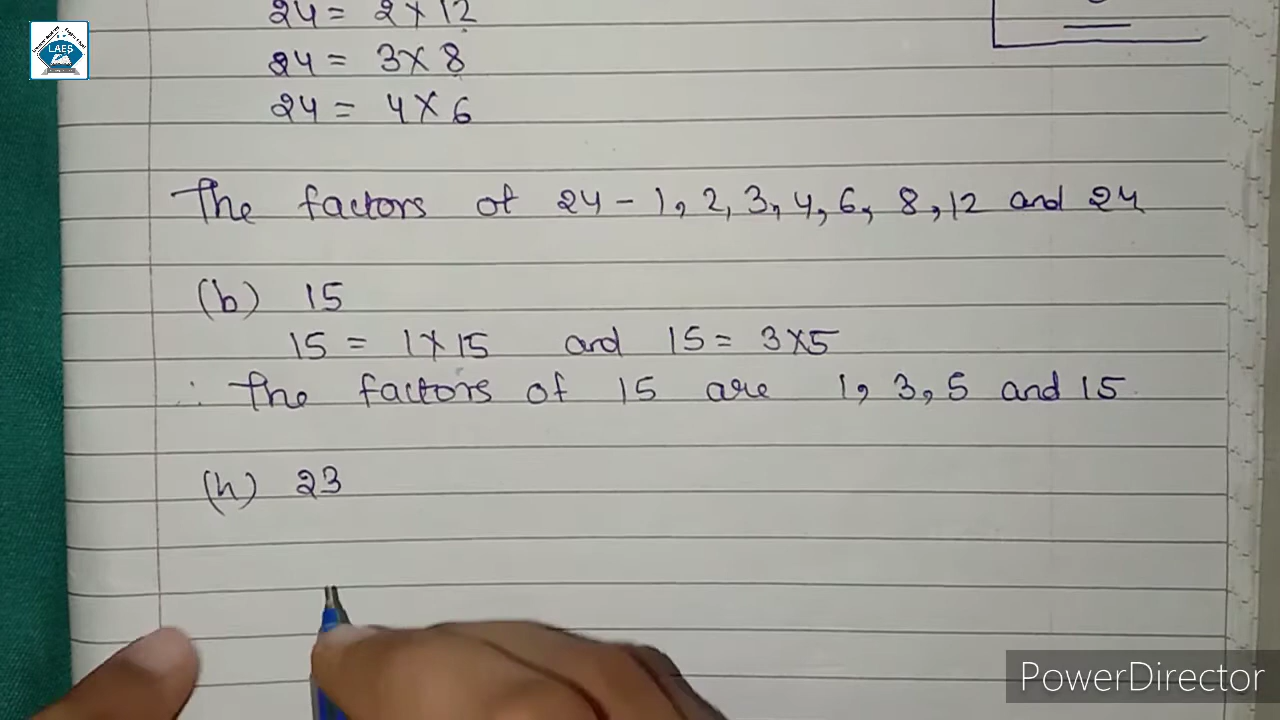 24 = 2 × 12
24 = 3 × 8
24 = 4 × 6
The factors of 24 – 1, 2, 3, 4, 6, 8, 12 and 24
(b) 15
15 = 1 × 15 and 15 = 3 × 5
∴ The factors of 15 are 1, 3, 5 and 15.
(h) 23
LAES
PowerDirector